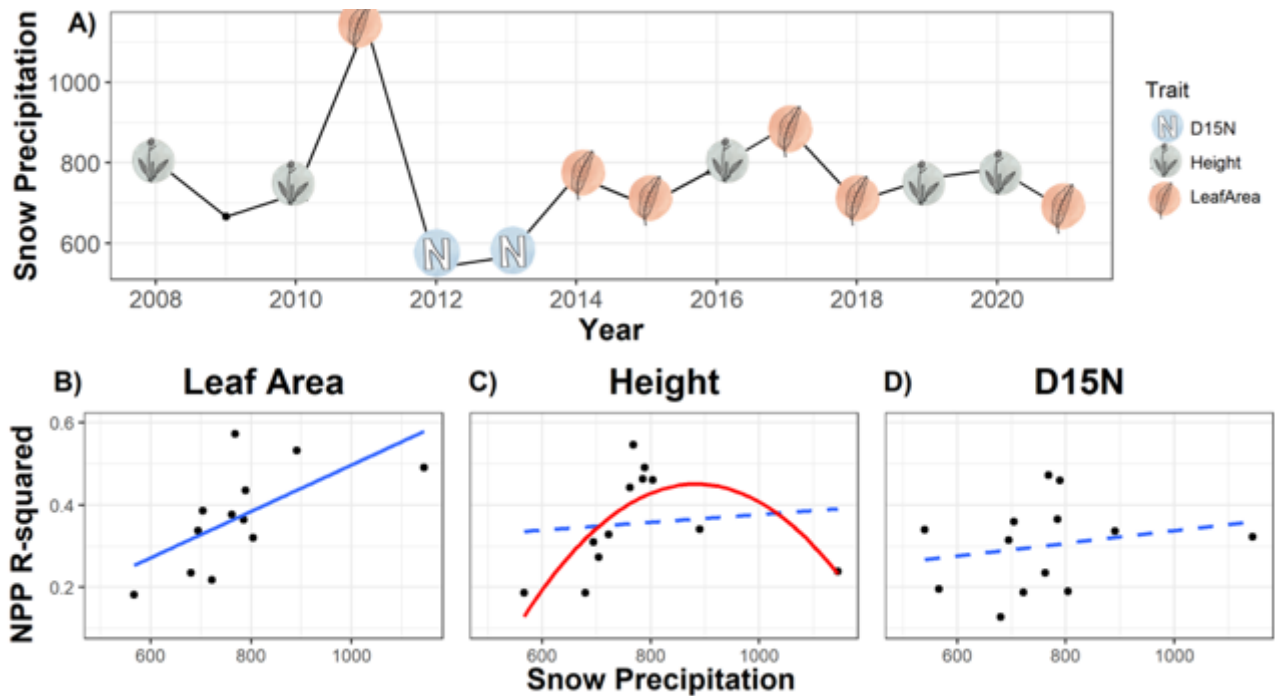 A)
Snow Precipitation
1000
800
600
2008 2010 2012 2014 2016 2018 2020
Year
N N
Trait
N D15N
Height
LeafArea
B) Leaf Area C) Height D) D15N
NPP R-squared
0.6
0.4
0.2
600 800 1000 600 800 1000 600 800 1000
Snow Precipitation